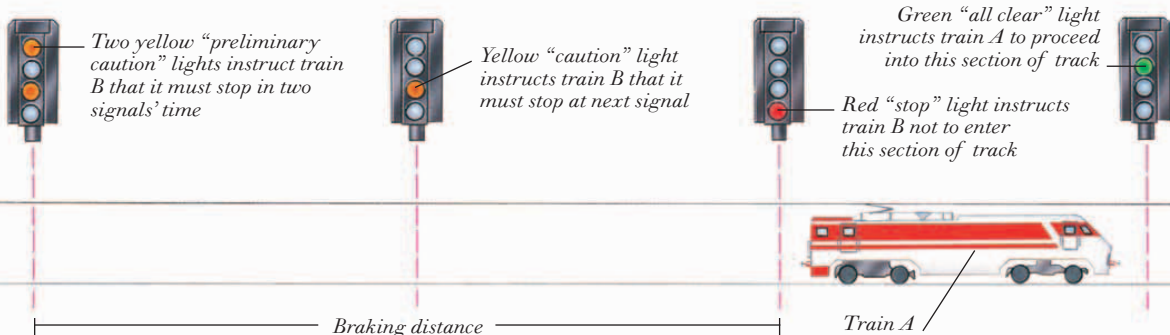 Two yellow “preliminary
caution” lights instruct train
B that it must stop in two
signals’ time
Yellow “caution” light
instructs train B that it
must stop at next signal
Green “all clear” light
instructs train A to proceed
into this section of track
Red “stop” light instructs
train B not to enter
this section of track
Braking distance
Train A